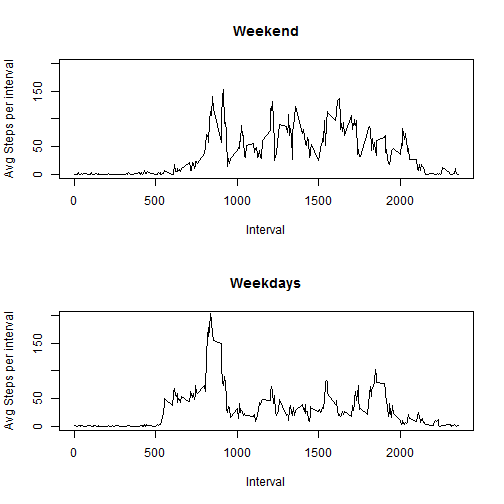 Weekend
Avg Steps per interval
150
50
0
0 500 1000 1500 2000
Interval
Weekdays
Avg Steps per interval
150
50
0
0 500 1000 1500 2000
Interval